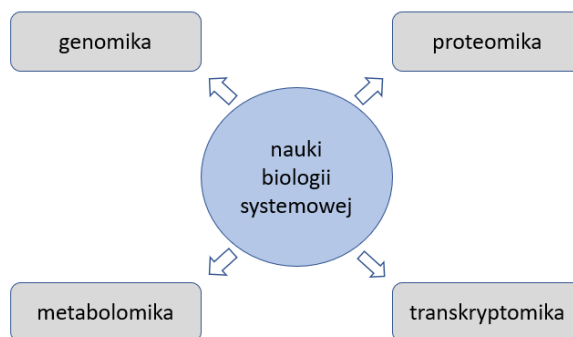 genomika
proteomika
nauki
biologii
systemowej
metabolomika
transkryptomika